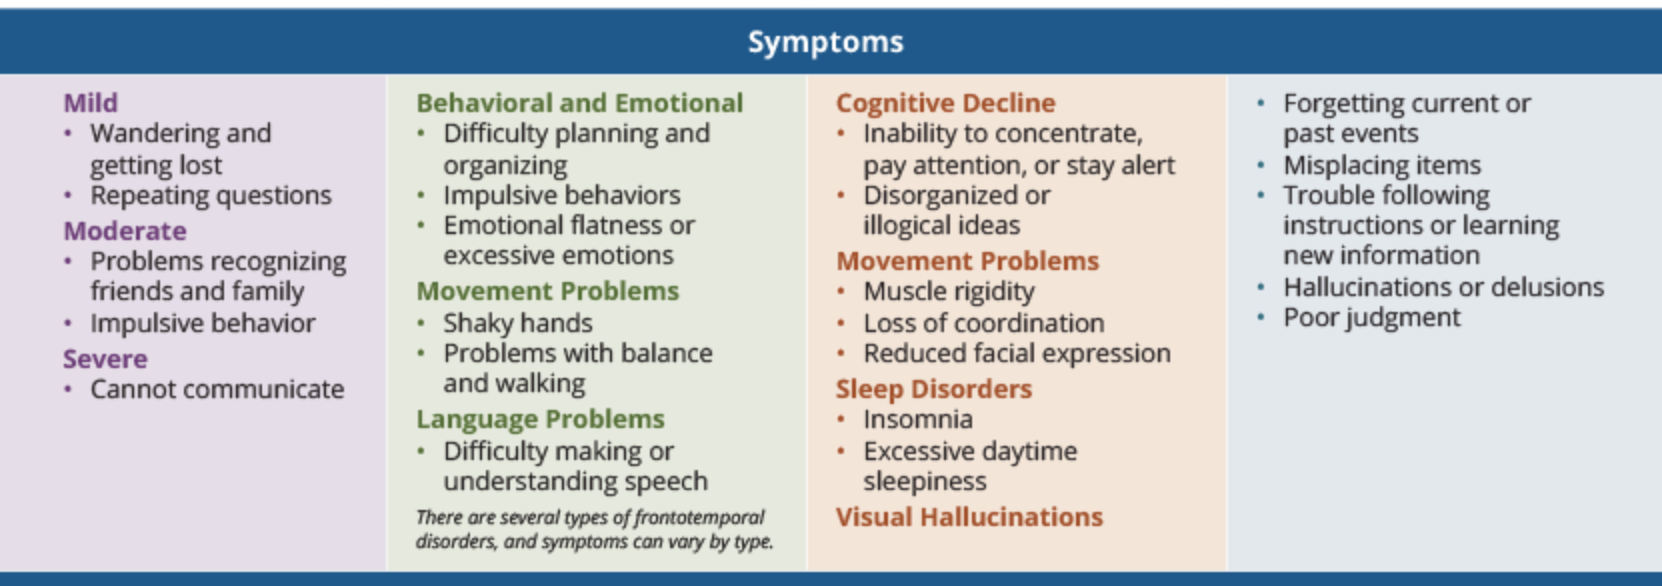 Symptoms
Mild
• Wandering and
getting lost
• Repeating questions
Moderate
• Problems recognizing
friends and family
• Impulsive behavior
Severe
• Cannot communicate
Behavioral and Emotional
• Difficulty planning and
organizing
• Impulsive behaviors
• Emotional flatness or
excessive emotions
Movement Problems
• Shaky hands
• Problems with balance
and walking
Language Problems
• Difficulty making or
understanding speech
There are several types of frontotemporal
disorders, and symptoms can vary by type.
Cognitive Decline
• Inability to concentrate,
pay attention, or stay alert
• Disorganized or
illogical ideas
Movement Problems
• Muscle rigidity
• Loss of coordination
• Reduced facial expression
Sleep Disorders
• Insomnia
• Excessive daytime
sleepiness
Visual Hallucinations
• Forgetting current or
past events
• Misplacing items
• Trouble following
instructions or learning
new information
• Hallucinations or delusions
• Poor judgment